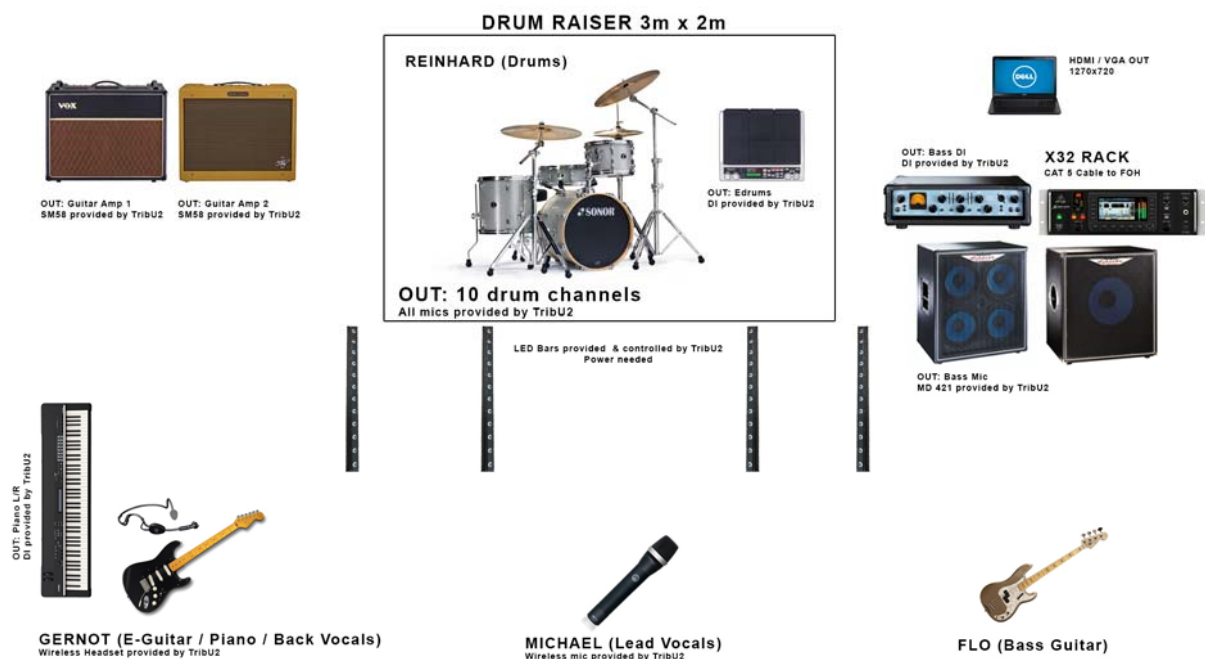 DRUM RAISER 3m x 2m
REINHARD (Drums)
HDMI / VGA OUT
1270x720
DELL
VOX
OUT: Bass DI
DI provided by TribU2
X32 RACK
CAT 5 Cable to FOH
OUT: Guitar Amp 1
SM58 provided by TribU2
OUT: Guitar Amp 2
SM58 provided by TribU2
OUT: Edrums
DI provided by TribU2
SONOR
OUT: 10 drum channels
All mics provided by TribU2
LED Bars provided & controlled by TribU2
Power needed
OUT: Bass Mic
MD 421 provided by TribU2
OUT: Piano L/R
DI provided by TribU2
GERNOT (E-Guitar / Piano / Back Vocals)
Wireless Headset provided by TribU2
MICHAEL (Lead Vocals)
Wireless mic provided by TribU2
FLO (Bass Guitar)